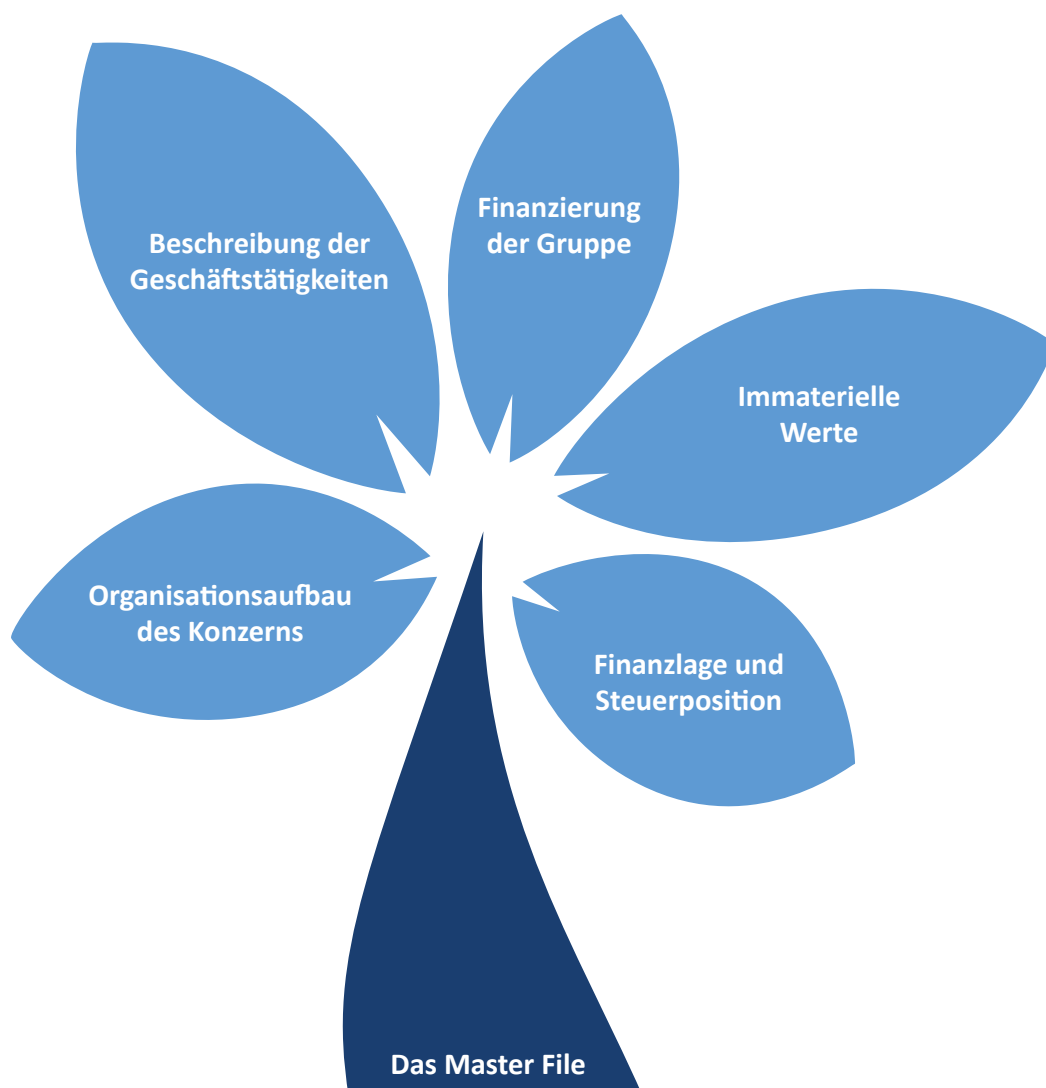 Finanzierung
der Gruppe
Beschreibung der
Geschäftstätigkeiten
Immaterielle
Werte
Organisationsaufbau
des Konzerns
Finanzlage und
Steuerposition
Das Master File